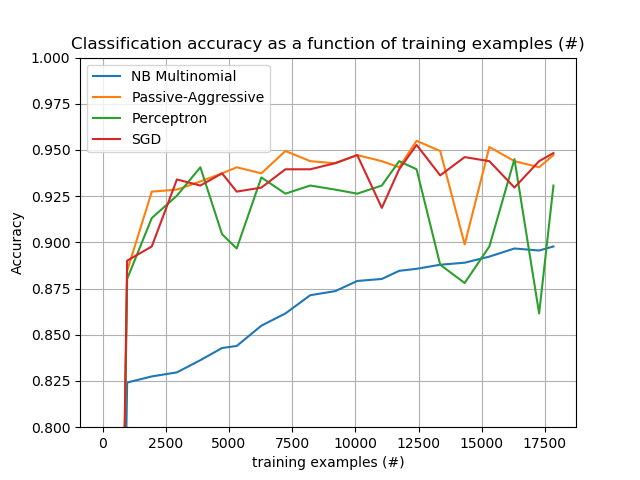 Classification accuracy as a function of training examples (#)
1.000
0.975
0.950
0.925
0.900
0.875
0.850
0.825
0.800
Accuracy
NB Multinomial
Passive-Aggressive
Perceptron
SGD
0 2500 5000 7500 10000 12500 15000 17500
training examples (#)